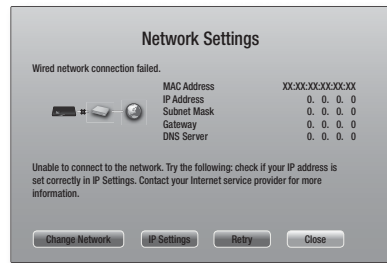 Network Settings
Wired network connection failed.
MAC Address XX:XX:XX:XX:XX:XX
IP Address 0. 0. 0. 0
Subnet Mask 0. 0. 0. 0
Gateway 0. 0. 0. 0
DNS Server 0. 0. 0. 0
Unable to connect to the network. Try the following: check if your IP address is
set correctly in IP Settings. Contact your Internet service provider for more
information.
Change Network IP Settings Retry Close